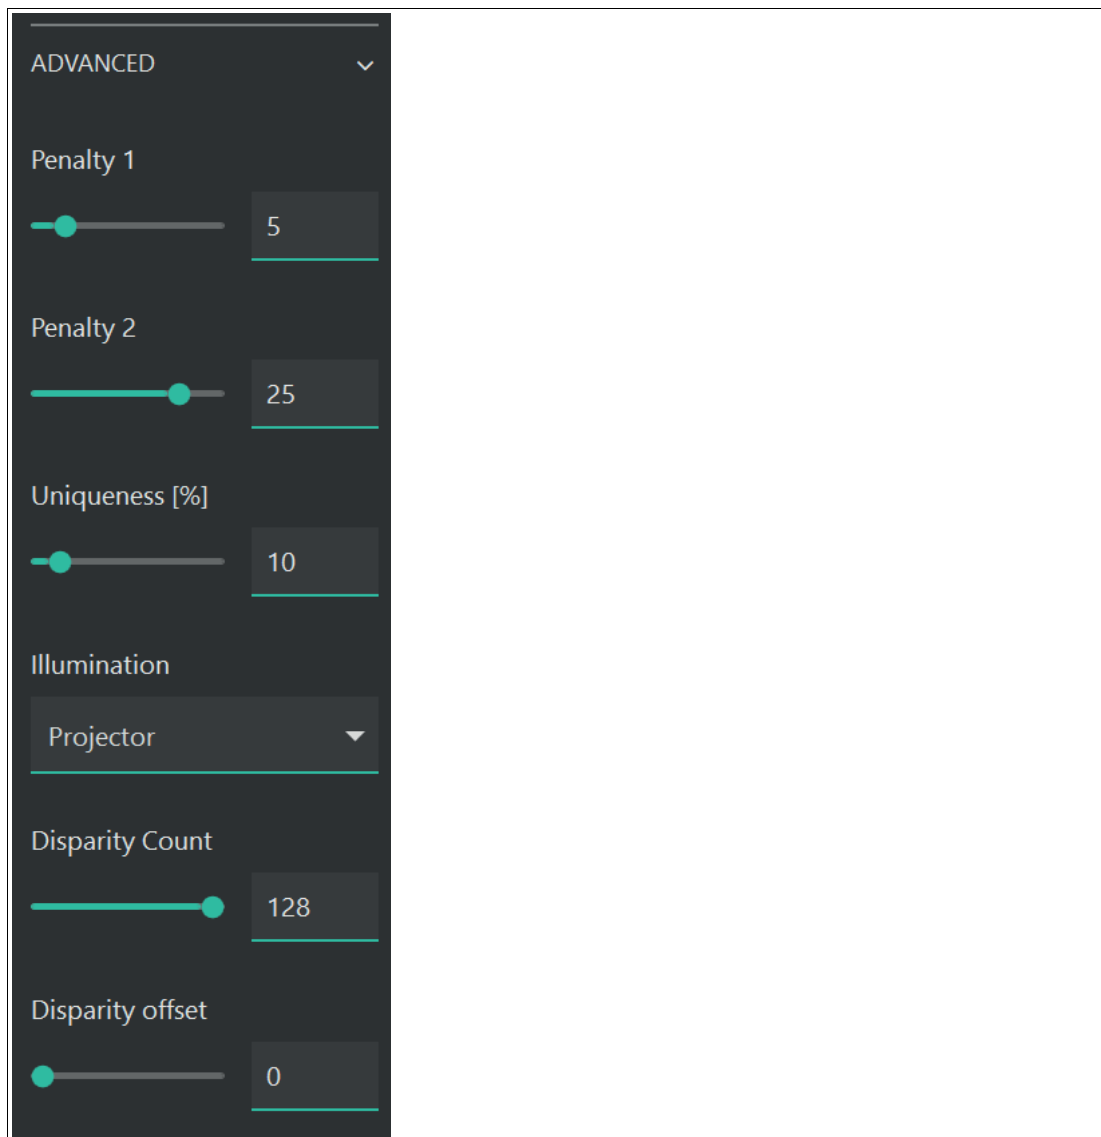 ADVANCED
Penalty 1
5
Penalty 2
25
Uniqueness [%]
10
Illumination
Projector
Disparity Count
128
Disparity offset
0